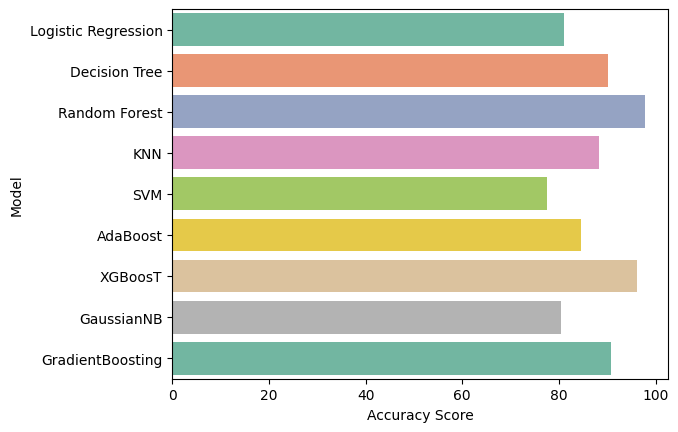 Model
Logistic Regression
Decision Tree
Random Forest
KNN
SVM
AdaBoost
XGBoosT
GaussianNB
GradientBoosting
0 20 40 60 80 100
Accuracy Score